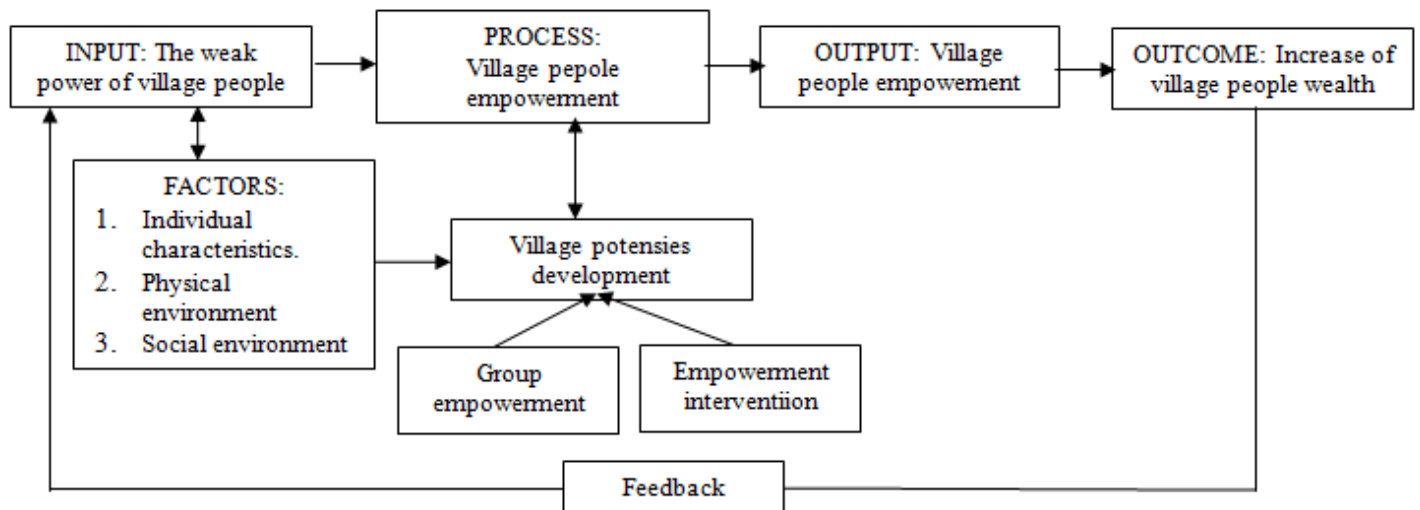 INPUT: The weak
power of village people
PROCESS:
Village pepole
empowerment
OUTPUT: Village
people empowement
OUTCOME: Increase of
village people wealth
FACTORS:
1. Individual
characteristics.
2. Physical
environment
3. Social environment
Village potensies
development
Group
empowerment
Empowerment
interventiion
Feedback